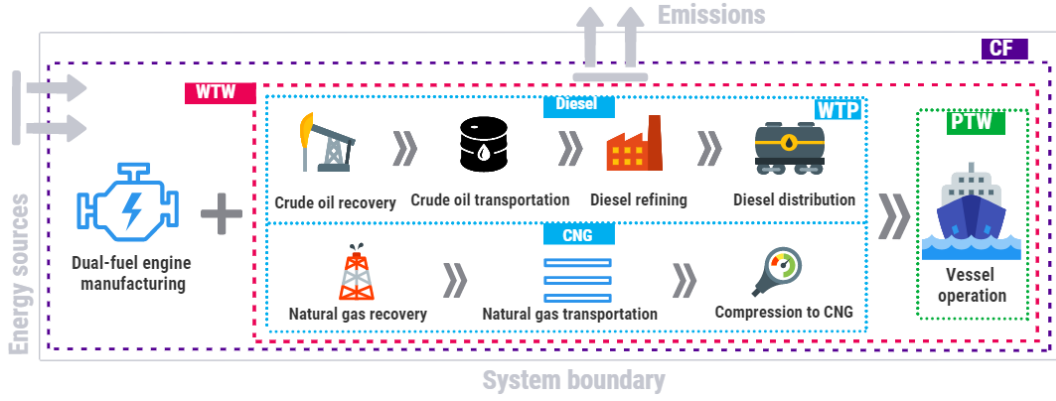 Emissions
CF
WTW
Diesel
WTP
PTW
Crude oil recovery
Crude oil transportation
Diesel refining
Diesel distribution
Energy sources
Dual-fuel engine
manufacturing
CNG
Natural gas recovery
Natural gas transportation
Compression to CNG
Vessel
operation
System boundary